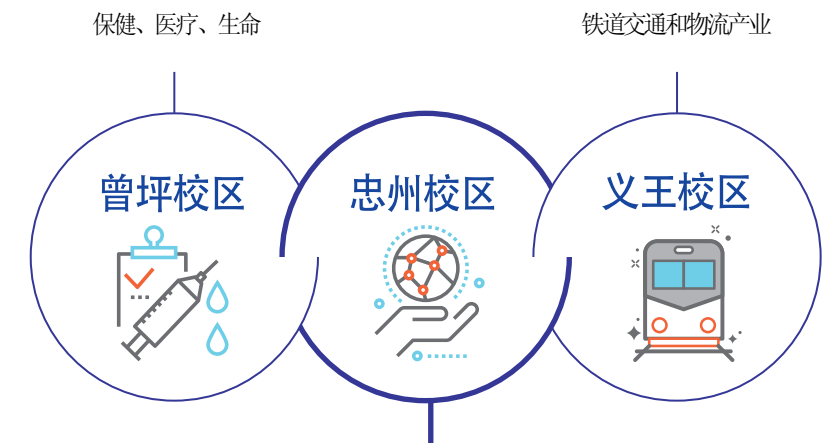 保健、医疗、生命
铁道交通和物流产业
曾坪校区
忠州校区
义王校区